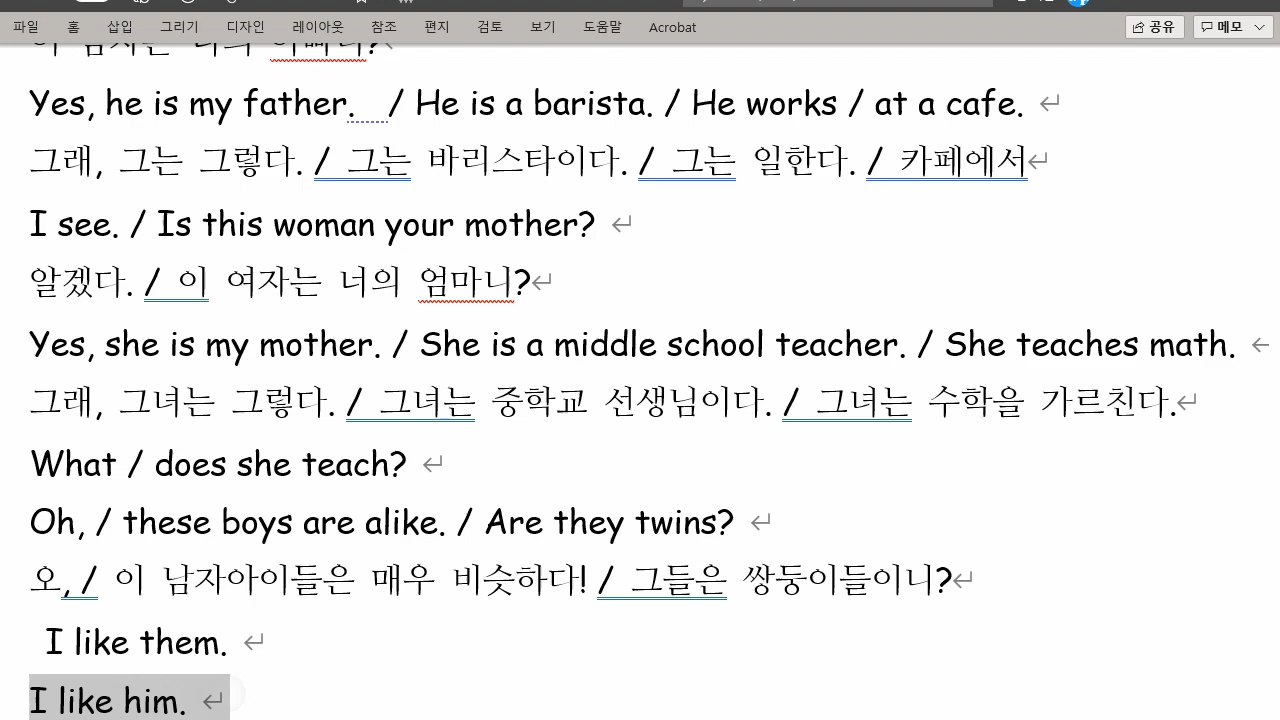 파일 홈 삽입 그리기 디자인 레이아웃 참조 편지 검토 보기 도움말 Acrobat 공유 메모
Yes, he is my father. / He is a barista. / He works / at a cafe.
그래, 그는 그렇다. / 그는 바리스타이다. / 그는 일한다. / 카페에서
I see. / Is this woman your mother?
알겠다. / 이 여자는 너의 엄마니?
Yes, she is my mother. / She is a middle school teacher. / She teaches math.
그래, 그녀는 그렇다. / 그녀는 중학교 선생님이다. / 그녀는 수학을 가르친다.
What / does she teach?
Oh, / these boys are alike. / Are they twins?
오, / 이 남자아이들은 매우 비슷하다! / 그들은 쌍둥이들이니?
I like them.
I like him.